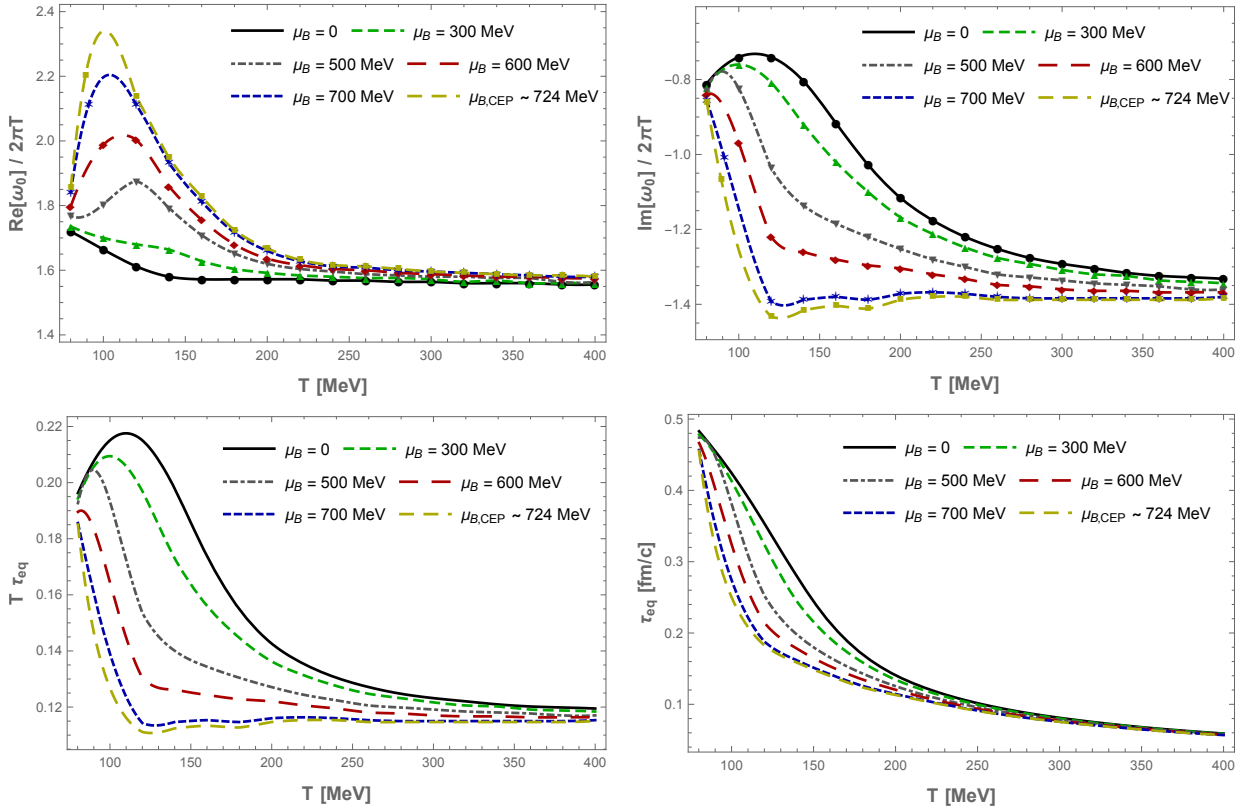 Re[ω₀] / 2πT
2.4
2.2
2.0
1.8
1.6
1.4
μB = 0
μB = 300 MeV
μB = 500 MeV
μB = 600 MeV
μB = 700 MeV
μB,CEP ~ 724 MeV
100 150 200 250 300 350 400
T [MeV]
Im[ω₀] / 2πT
-0.8
-1.0
-1.2
-1.4
μB = 0
μB = 300 MeV
μB = 500 MeV
μB = 600 MeV
μB = 700 MeV
μB,CEP ~ 724 MeV
100 150 200 250 300 350 400
T [MeV]
T τeq
0.22
0.20
0.18
0.16
0.14
0.12
μB = 0
μB = 300 MeV
μB = 500 MeV
μB = 600 MeV
μB = 700 MeV
μB,CEP ~ 724 MeV
100 150 200 250 300 350 400
T [MeV]
τeq [fm/c]
0.5
0.4
0.3
0.2
0.1
μB = 0
μB = 300 MeV
μB = 500 MeV
μB = 600 MeV
μB = 700 MeV
μB,CEP ~ 724 MeV
100 150 200 250 300 350 400
T [MeV]